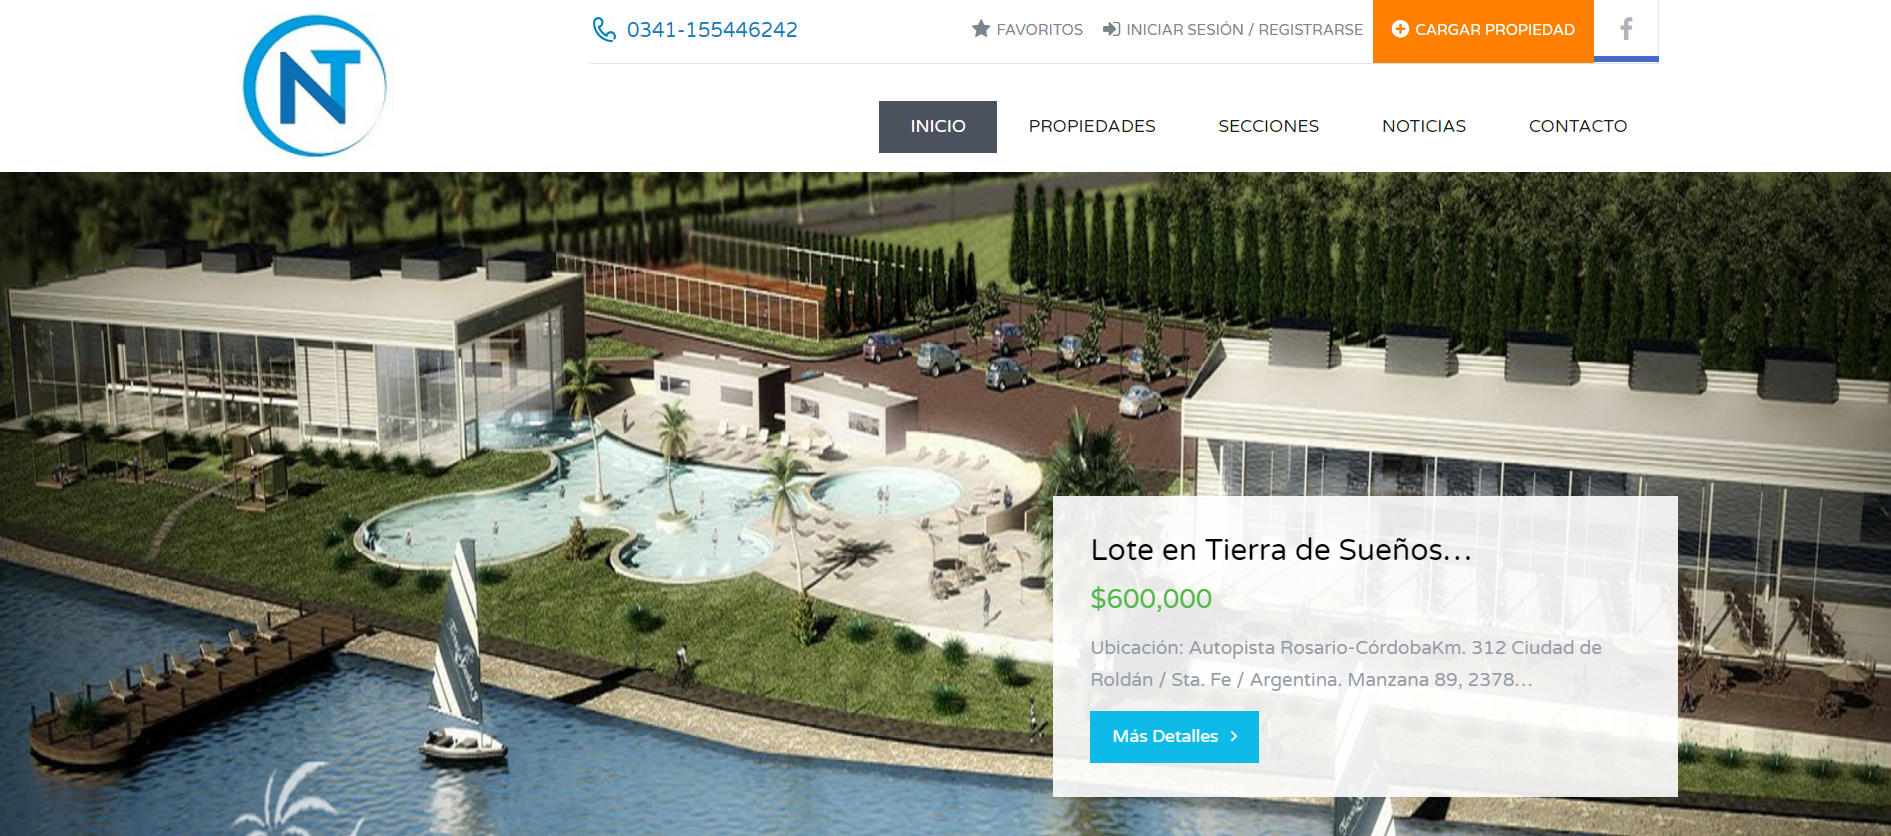 NT
0341-155446242
FAVORITOS
INICIAR SESIÓN / REGISTRARSE
CARGAR PROPIEDAD
INICIO
PROPIEDADES
SECCIONES
NOTICIAS
CONTACTO
Lote en Tierra de Sueños...
$600,000
Ubicación: Autopista Rosario-CórdobaKm. 312 Ciudad de
Roldán / Sta. Fe / Argentina. Manzana 89, 2378...
Más Detalles